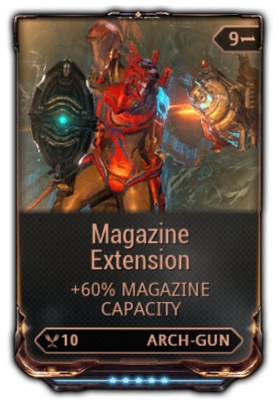 9
Magazine
Extension
+60% MAGAZINE
CAPACITY
10 ARCH-GUN